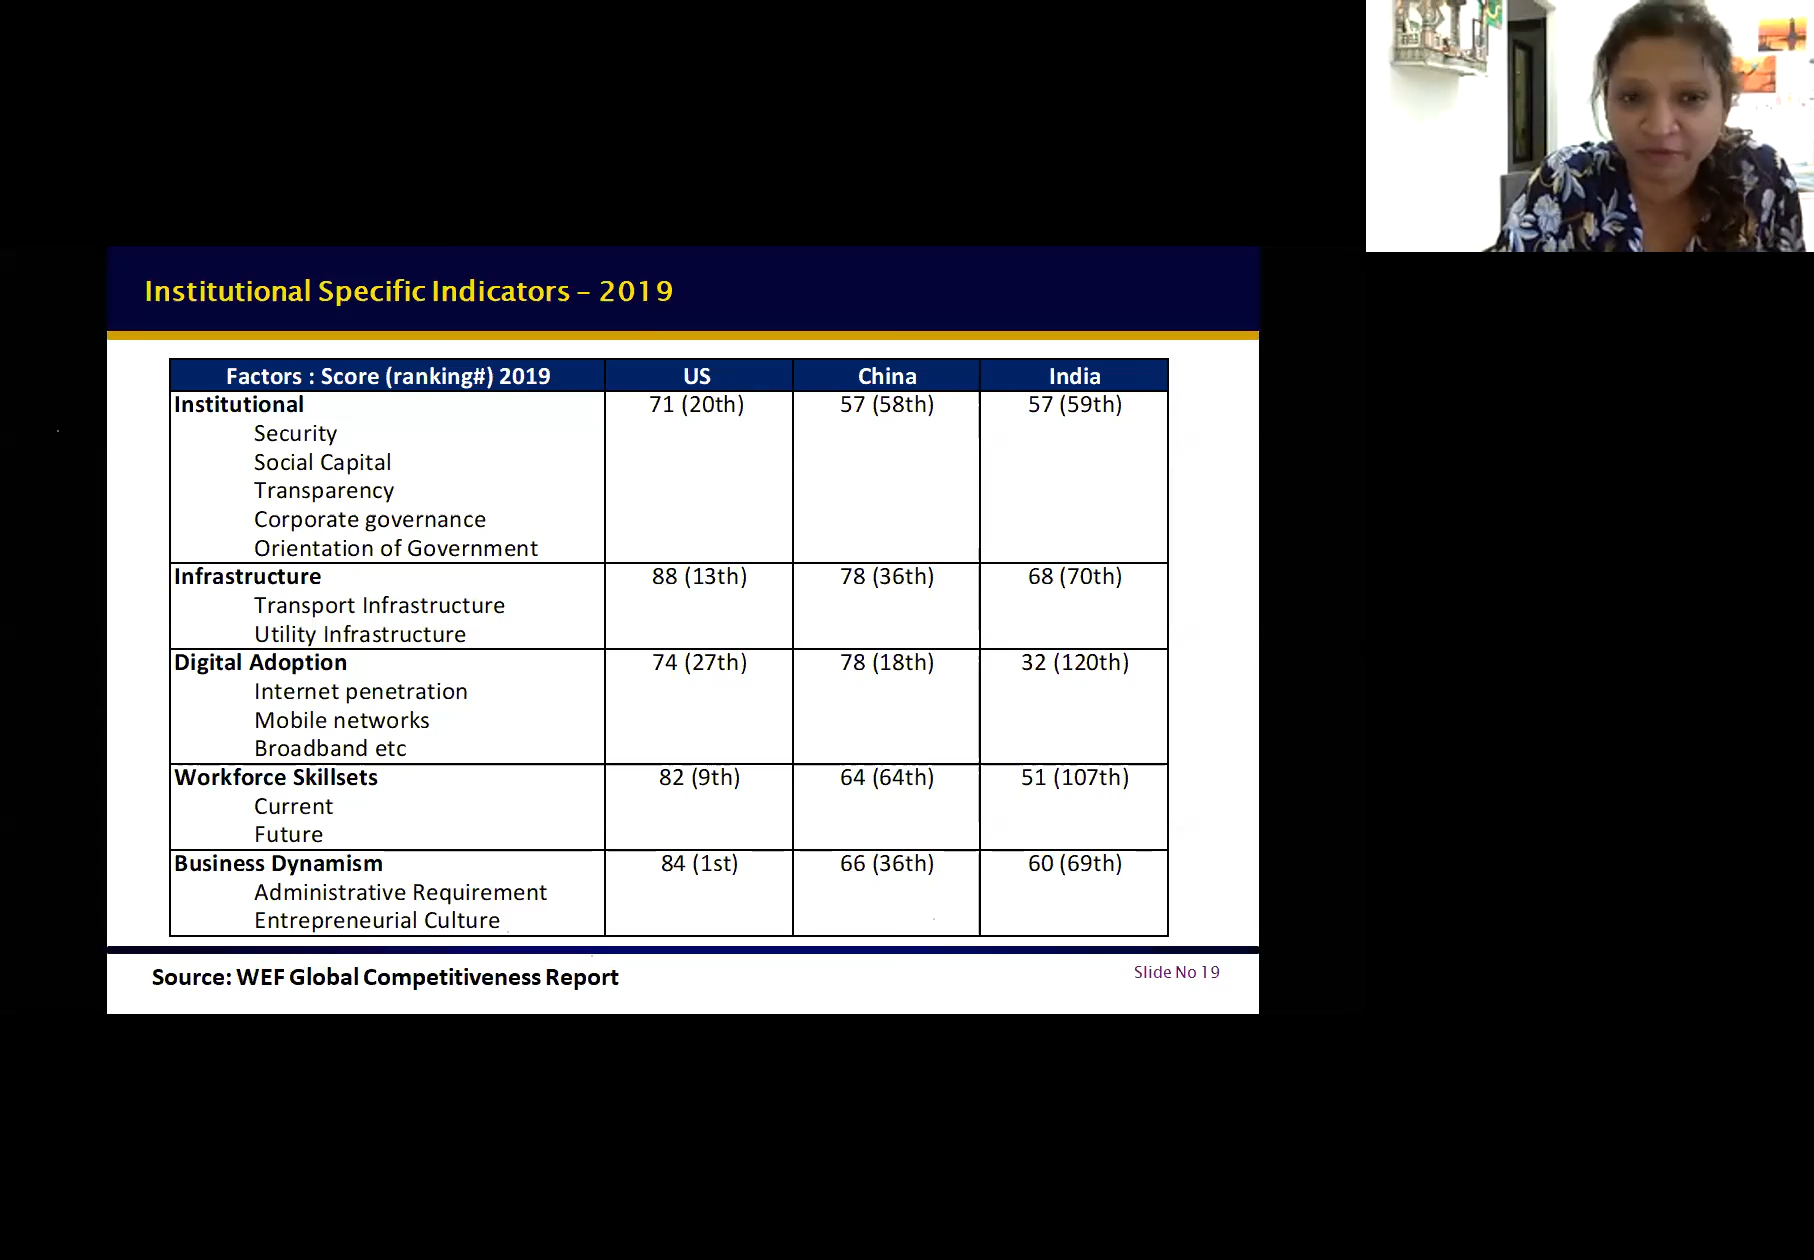 Institutional Specific Indicators – 2019
Factors : Score (ranking#) 2019 US China India
Institutional 71 (20th) 57 (58th) 57 (59th)
Security
Social Capital
Transparency
Corporate governance
Orientation of Government
Infrastructure 88 (13th) 78 (36th) 68 (70th)
Transport Infrastructure
Utility Infrastructure
Digital Adoption 74 (27th) 78 (18th) 32 (120th)
Internet penetration
Mobile networks
Broadband etc
Workforce Skillsets 82 (9th) 64 (64th) 51 (107th)
Current
Future
Business Dynamism 84 (1st) 66 (36th) 60 (69th)
Administrative Requirement
Entrepreneurial Culture
Source: WEF Global Competitiveness Report
Slide No 19